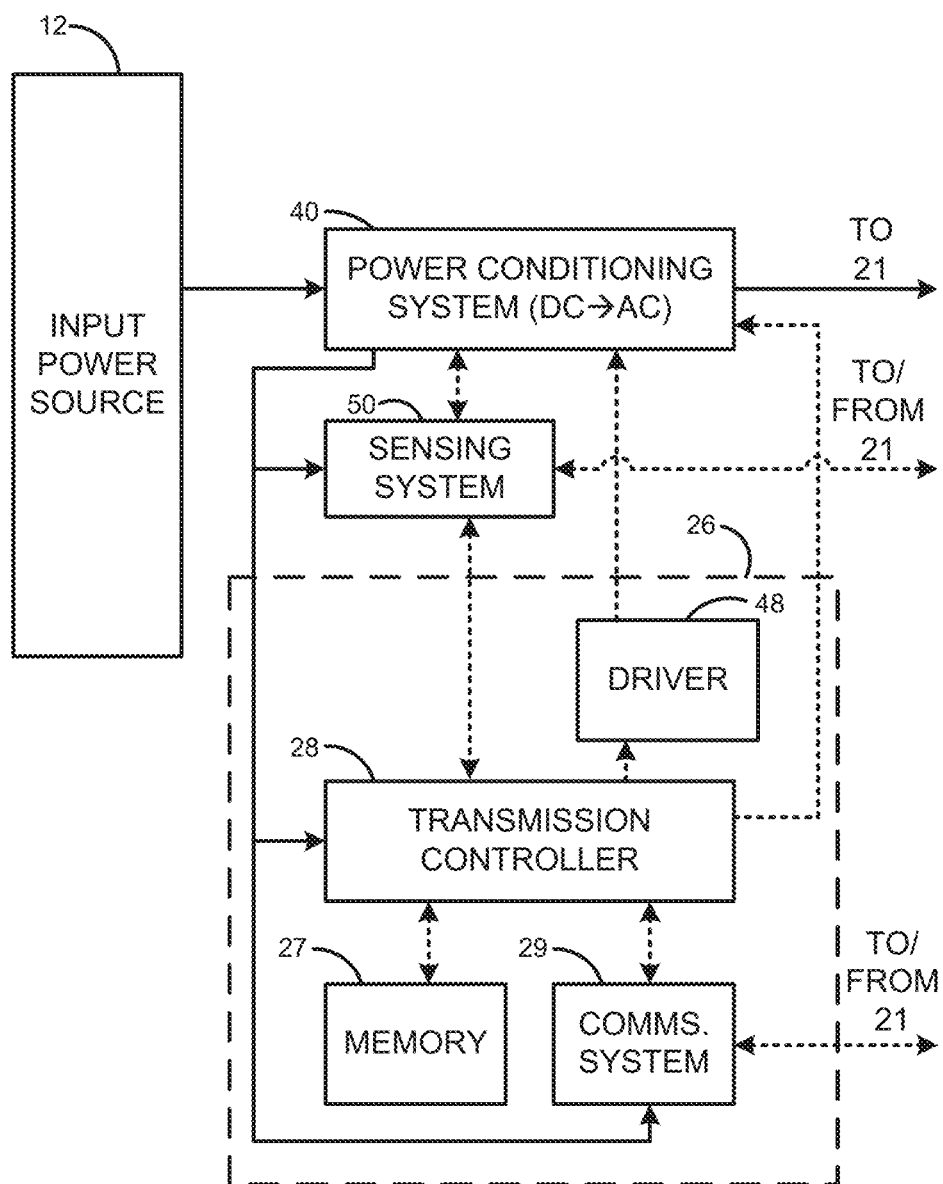 12
INPUT
POWER
SOURCE
40
POWER CONDITIONING
SYSTEM (DC→AC)
TO
21
50
SENSING
SYSTEM
TO/
FROM
21
26
48
DRIVER
28
TRANSMISSION
CONTROLLER
27
MEMORY
29
COMMS.
SYSTEM
TO/
FROM
21